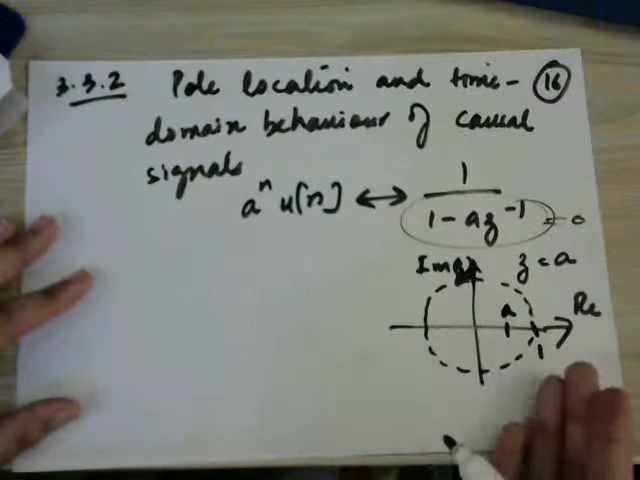 3.3.2 Pole location and time- 16
domain behaviour of causal
signals
a^n u[n] ↔ 1 / (1 - az^-1) = 0
Img z = a
a Re
1